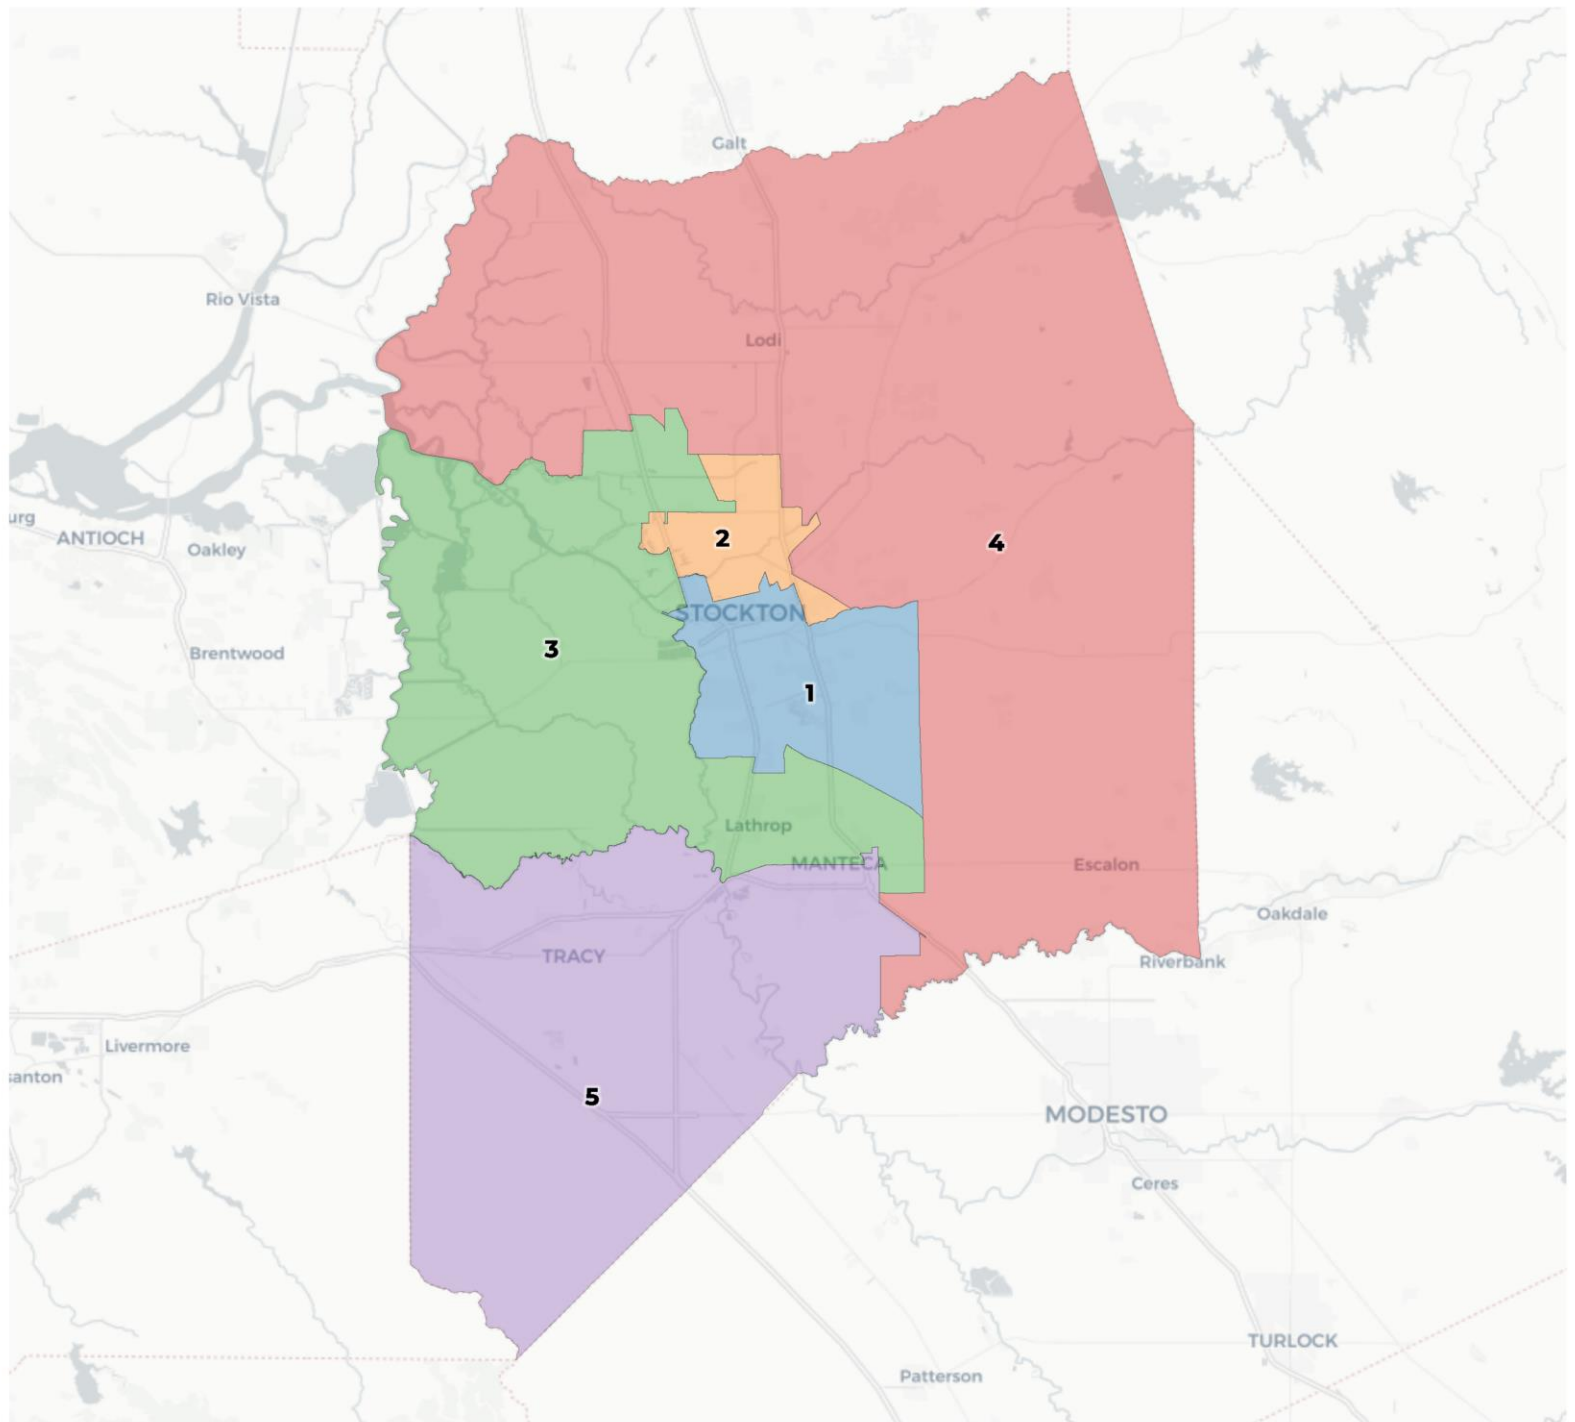 Galt
Rio Vista
Lodi
urg
ANTIOCH
Oakley
2
4
STOCKTON
3
Brentwood
1
Lathrop
MANTECA
Escalon
Oakdale
TRACY
Riverbank
Livermore
santon
5
MODESTO
Ceres
TURLOCK
Patterson